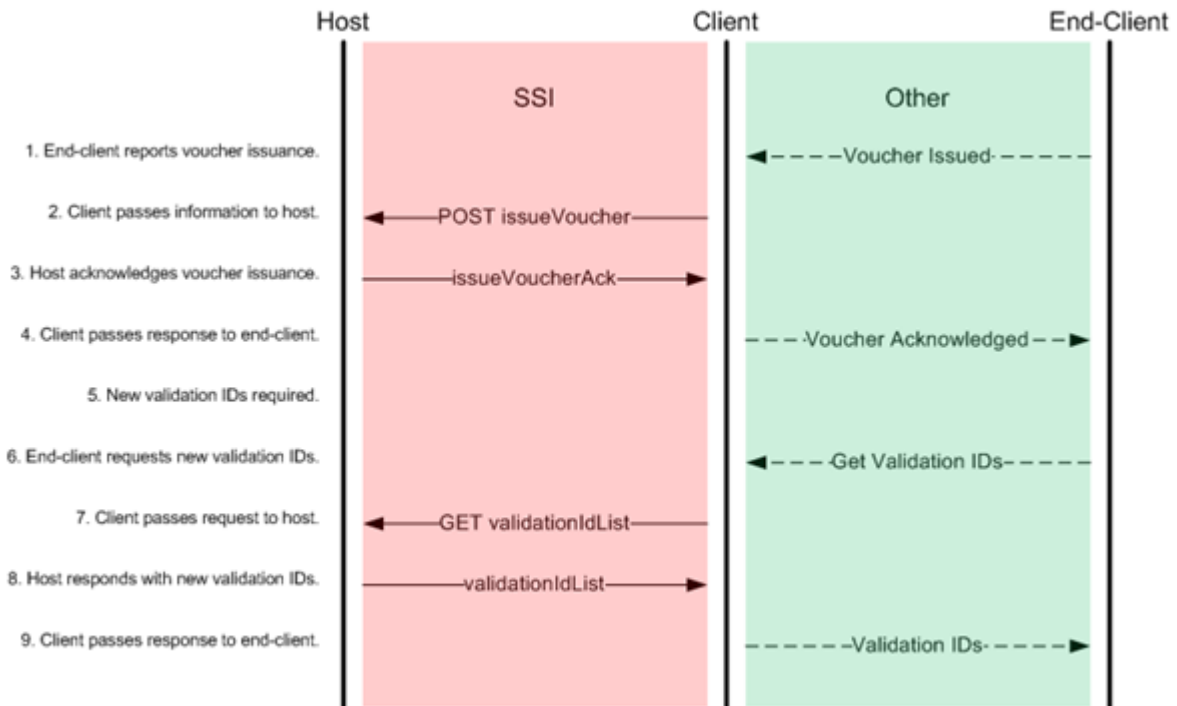 Host Client End-Client
SSI Other
1. End-client reports voucher issuance. Voucher Issued
2. Client passes information to host. POST issueVoucher
3. Host acknowledges voucher issuance. issueVoucherAck
4. Client passes response to end-client. Voucher Acknowledged
5. New validation IDs required.
6. End-client requests new validation IDs. Get Validation IDs
7. Client passes request to host. GET validationIdList
8. Host responds with new validation IDs. validationIdList
9. Client passes response to end-client. Validation IDs